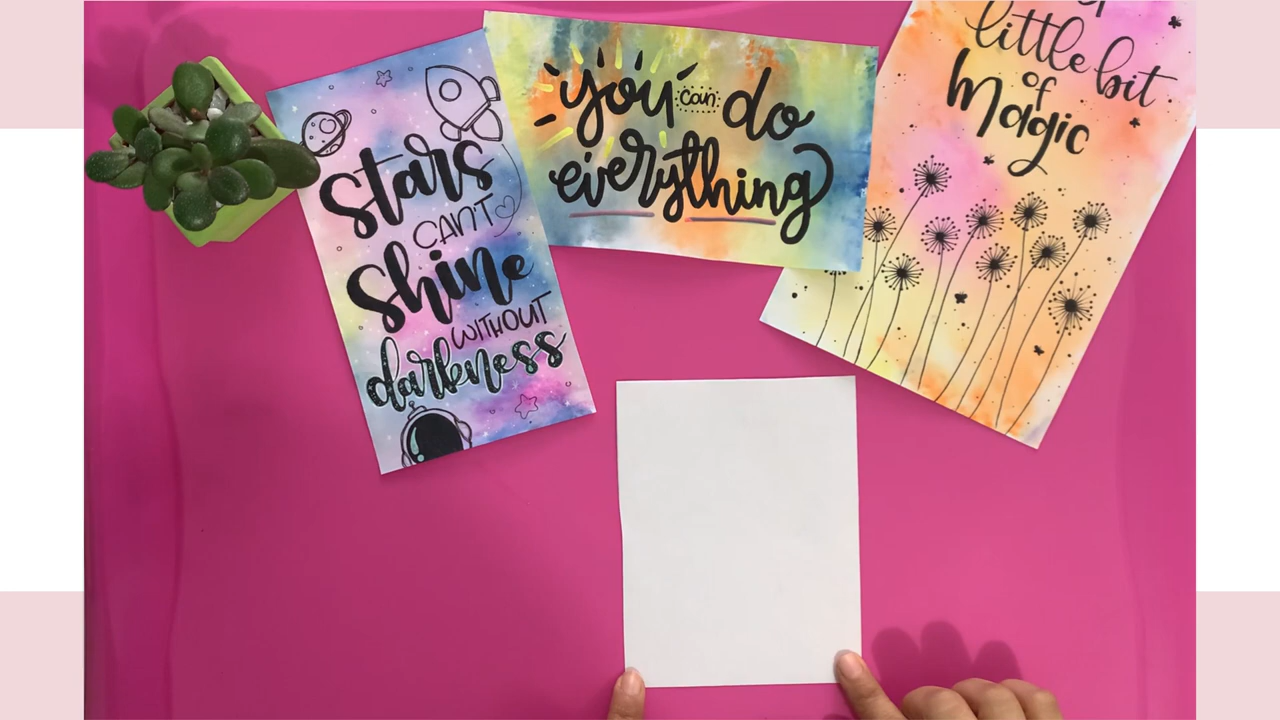 Stars
CAN'T
Shine
WITHOUT
darkness
you can do
everything
little bit
of
Magic